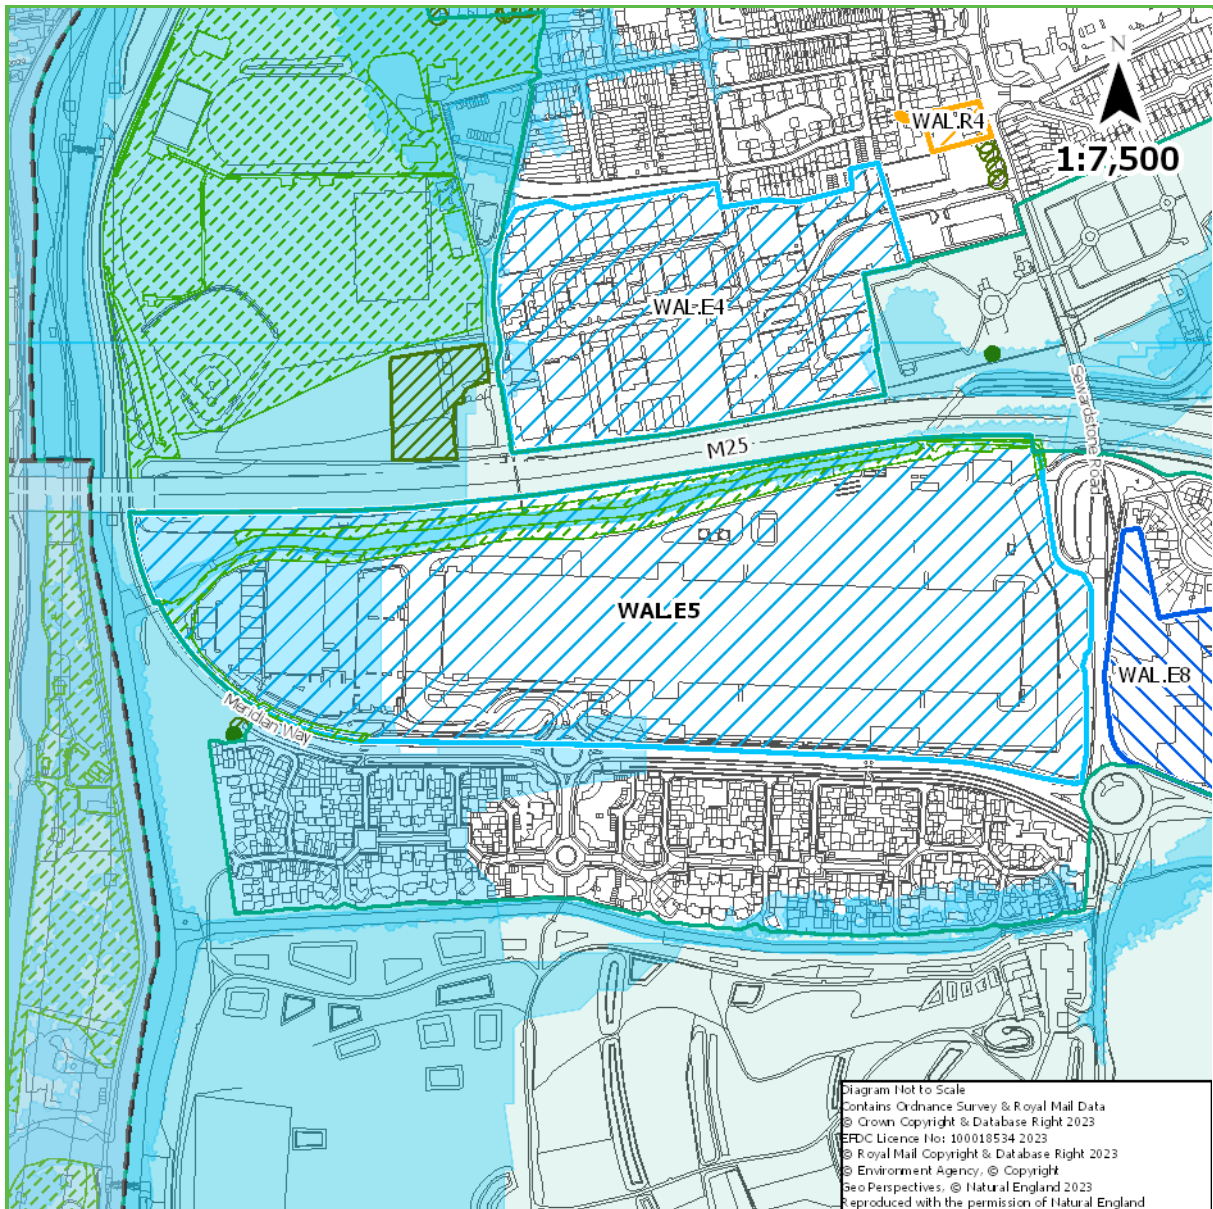 N
WAL.R4
1:7,500
WAL.E4
Sewardstone Road
M25
WAL.E5
WAL.E8
Meridian Way
Diagram Not to Scale
Contains Ordnance Survey & Royal Mail Data
© Crown Copyright & Database Right 2023
EFDC Licence No: 100018534 2023
© Royal Mail Copyright & Database Right 2023
© Environment Agency, © Copyright
Geo Perspectives, © Natural England 2023
Reproduced with the permission of Natural England